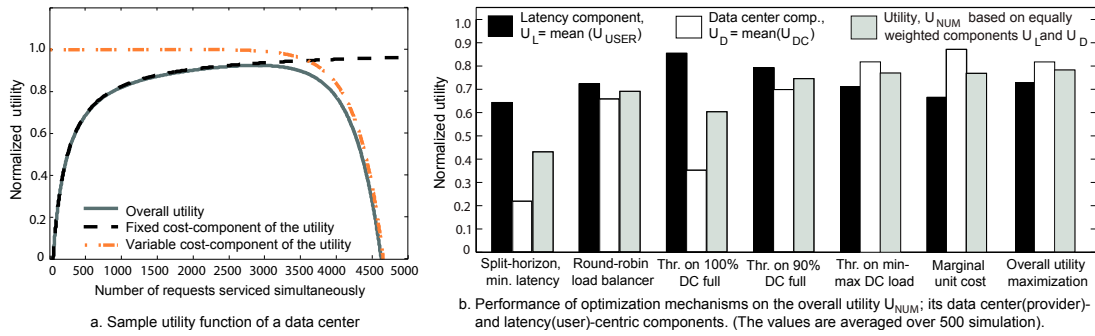 Normalized utility
1.0
0.8
0.6
0.4
0.2
0
Overall utility
Fixed cost-component of the utility
Variable cost-component of the utility
0 500 1000 1500 2000 2500 3000 3500 4000 4500 5000
Number of requests serviced simultaneously
a. Sample utility function of a data center
Normalized utility
1.0
0.9
0.8
0.7
0.6
0.5
0.4
0.3
0.2
0.1
0
Latency component,
U_L= mean (U_USER)
Data center comp.,
U_D = mean(U_DC)
Utility, U_NUM based on equally
weighted components U_L and U_D
Split-horizon,
min. latency
Round-robin
load balancer
Thr. on 100%
DC full
Thr. on 90%
DC full
Thr. on min-
max DC load
Marginal
unit cost
Overall utility
maximization
b. Performance of optimization mechanisms on the overall utility U_NUM; its data center(provider)-
and latency(user)-centric components. (The values are averaged over 500 simulation).